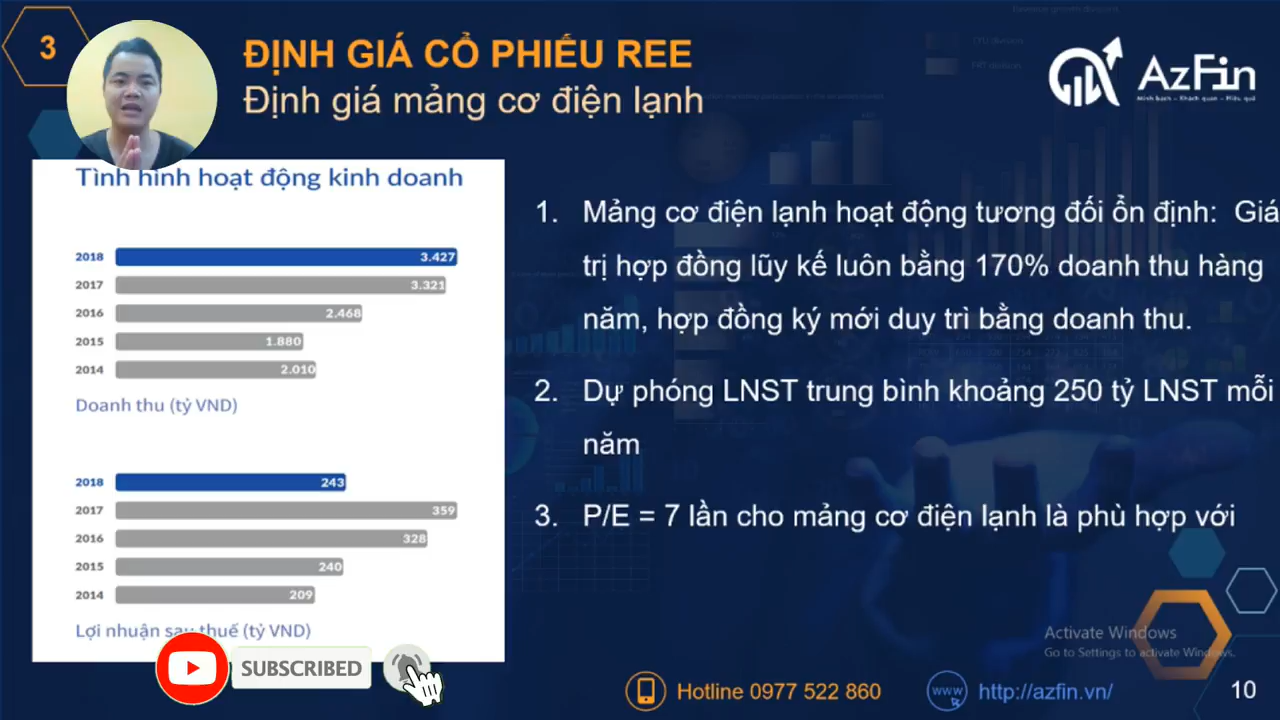 3
ĐỊNH GIÁ CỔ PHIẾU REE
Định giá mảng cơ điện lạnh
AzFin
Minh bạch - Khách quan - Hiệu quả
Tình hình hoạt động kinh doanh
2018 3.427
2017 3.321
2016 2.468
2015 1.880
2014 2.010
Doanh thu (tỷ VND)
2018 243
2017 359
2016 328
2015 240
2014 209
Lợi nhuận sau thuế (tỷ VND)
1. Mảng cơ điện lạnh hoạt động tương đối ổn định: Giá
trị hợp đồng lũy kế luôn bằng 170% doanh thu hàng
năm, hợp đồng ký mới duy trì bằng doanh thu.
2. Dự phóng LNST trung bình khoảng 250 tỷ LNST mỗi
năm
3. P/E = 7 lần cho mảng cơ điện lạnh là phù hợp với
SUBSCRIBED
Activate Windows
Go to Settings to activate Windows.
Hotline 0977 522 860
www
http://azfin.vn/
10